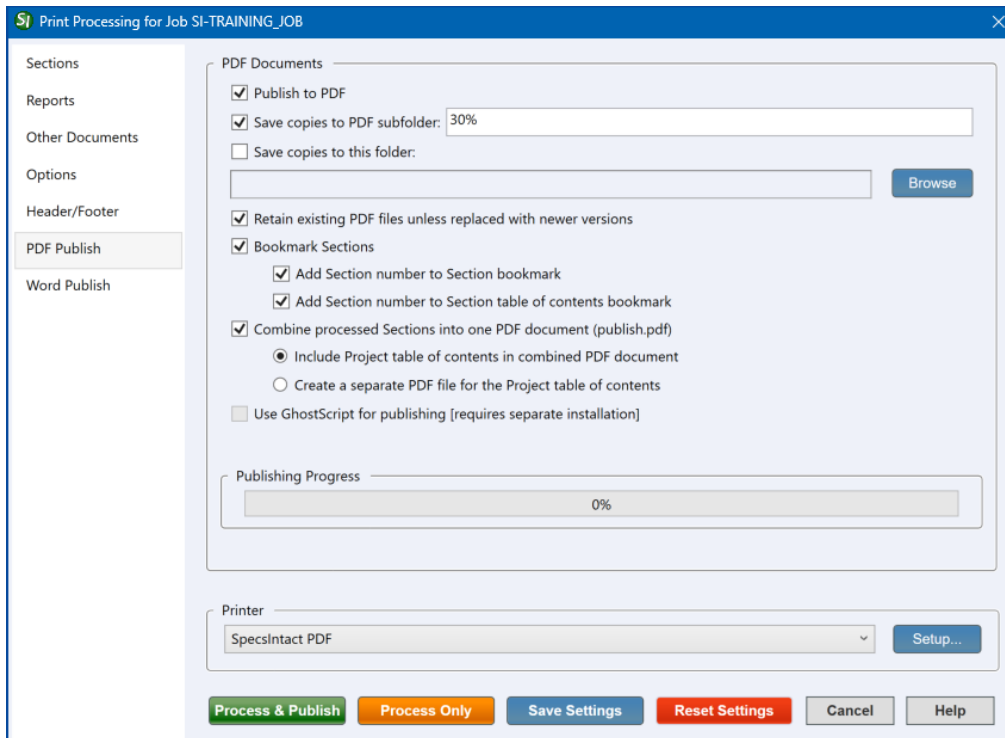 SI Print Processing for Job SI-TRAINING_JOB
Sections
Reports
Other Documents
Options
Header/Footer
PDF Publish
Word Publish
PDF Documents
Publish to PDF
Save copies to PDF subfolder: 30%
Save copies to this folder:
Browse
Retain existing PDF files unless replaced with newer versions
Bookmark Sections
Add Section number to Section bookmark
Add Section number to Section table of contents bookmark
Combine processed Sections into one PDF document (publish.pdf)
Include Project table of contents in combined PDF document
Create a separate PDF file for the Project table of contents
Use GhostScript for publishing [requires separate installation]
Publishing Progress
0%
Printer
SpecsIntact PDF
Setup...
Process & Publish Process Only Save Settings Reset Settings Cancel Help